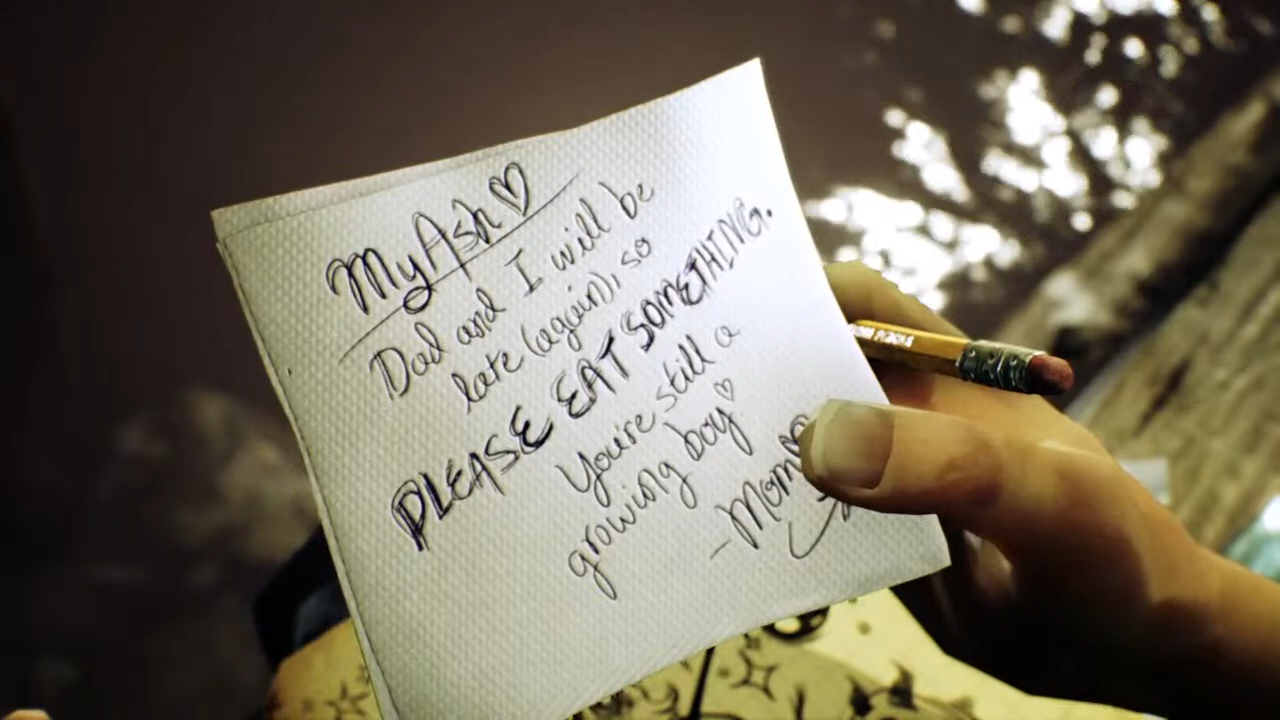 My Ash♡
Dad and I will be
late (again), so
PLEASE EAT SOMETHING.
You're still a
growing boy♡
-Mom♡